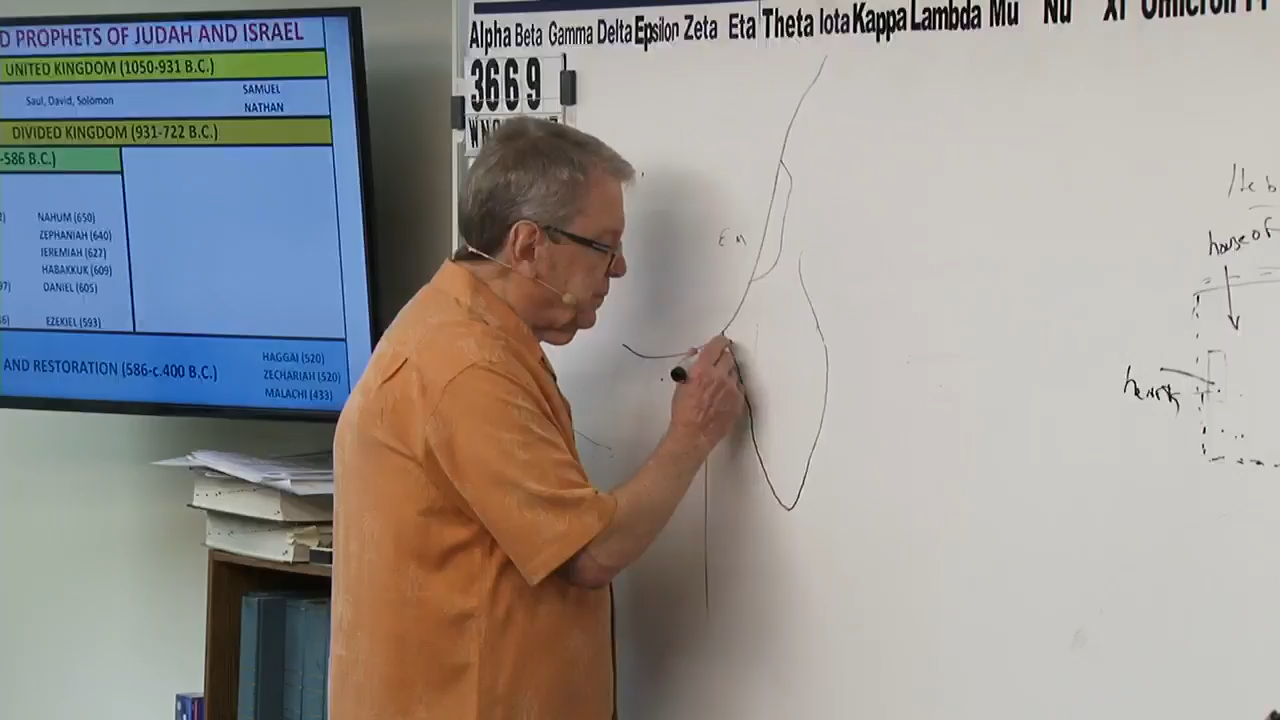 D PROPHETS OF JUDAH AND ISRAEL
UNITED KINGDOM (1050-931 B.C.)
Saul, David, Solomon
SAMUEL
NATHAN
DIVIDED KINGDOM (931-722 B.C.)
-586 B.C.)
NAHUM (650)
ZEPHANIAH (640)
JEREMIAH (627)
HABAKKUK (609)
DANIEL (605)
EZEKIEL (593)
AND RESTORATION (586-c.400 B.C.)
HAGGAI (520)
ZECHARIAH (520)
MALACHI (433)
Alpha Beta Gamma Delta Epsilon Zeta Eta Theta Iota Kappa Lambda Mu Nu Xi Omicron
3669
house of